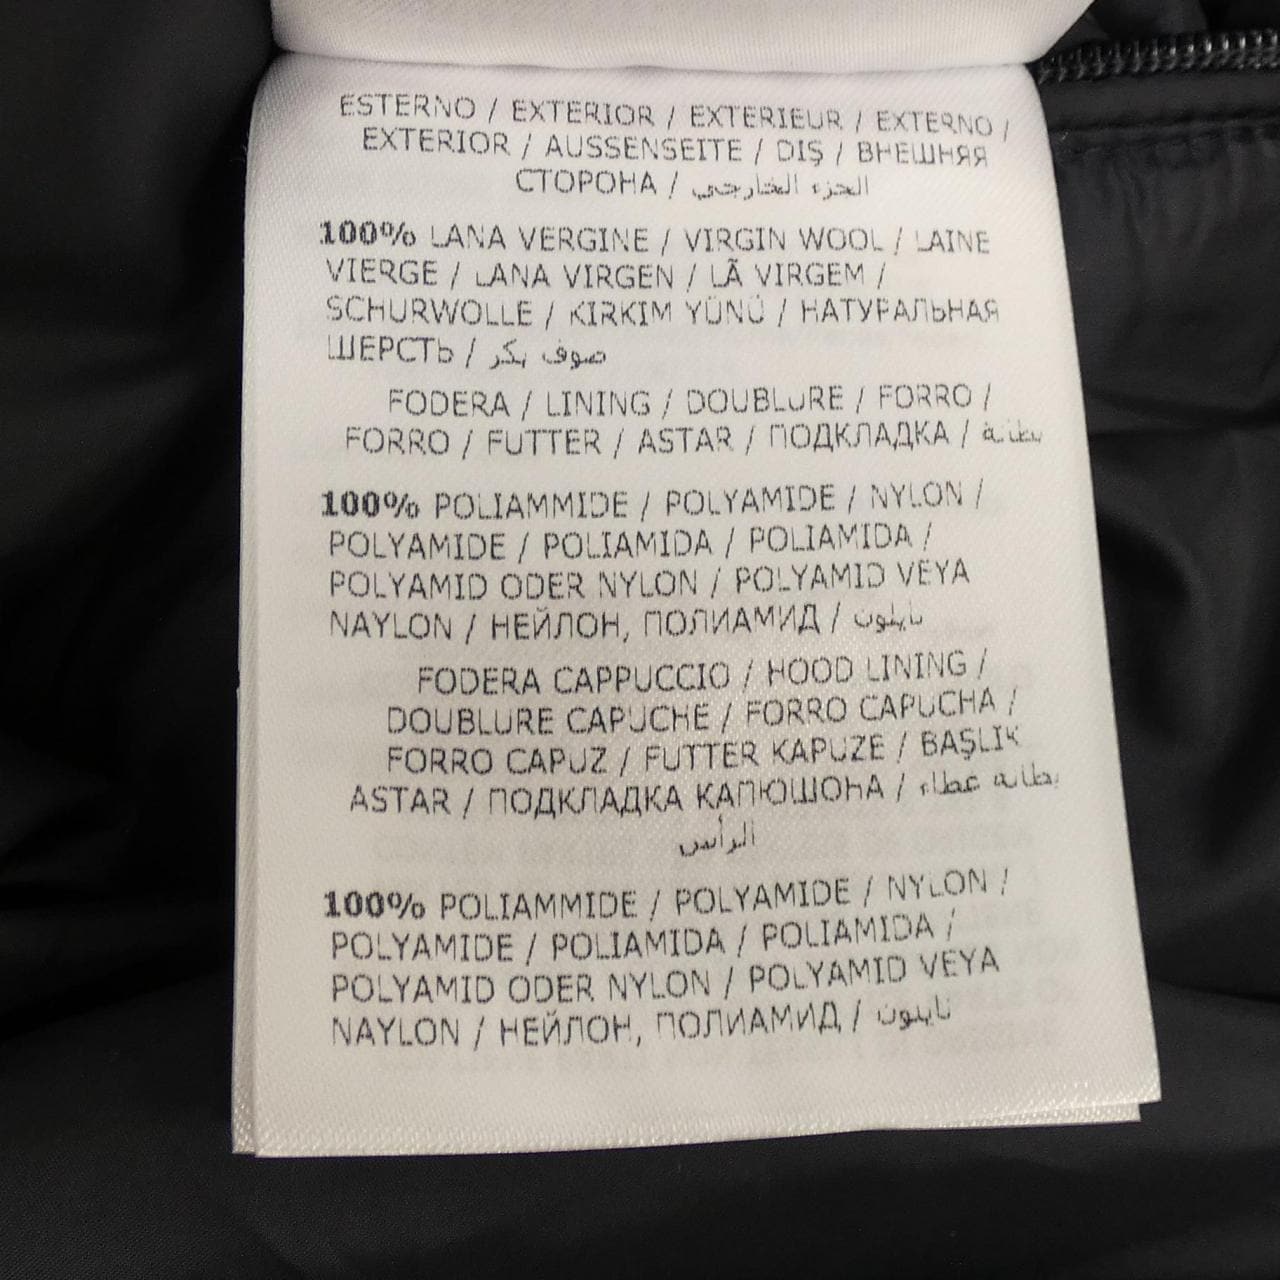 ESTERNO / EXTERIOR / EXTERIEUR / EXTERNO /
EXTERIOR / AUSSENSEITE / DIŞ / ВНЕШНЯЯ
СТОРОНА / الجزء الخارجي
100% LANA VERGINE / VIRGIN WOOL / LAINE
VIERGE / LANA VIRGEN / LÃ VIRGEM /
SCHURWOLLE / KIRKIM YÜNÜ / НАТУРАЛЬНАЯ
ШЕРСТЬ / صوف بكر
FODERA / LINING / DOUBLURE / FORRO /
FORRO / FUTTER / ASTAR / ПОДКЛАДКА / بطانة
100% POLIAMMIDE / POLYAMIDE / NYLON /
POLYAMIDE / POLIAMIDA / POLIAMIDA /
POLYAMID ODER NYLON / POLYAMID VEYA
NAYLON / НЕЙЛОН, ПОЛИАМИД / نايلون
FODERA CAPPUCCIO / HOOD LINING /
DOUBLURE CAPUCHE / FORRO CAPUCHA /
FORRO CAPUZ / FUTTER KAPUZE / BAŞLIK
ASTAR / ПОДКЛАДКА КАПЮШОНА / بطانه غطاء
الرأس
100% POLIAMMIDE / POLYAMIDE / NYLON /
POLYAMIDE / POLIAMIDA / POLIAMIDA /
POLYAMID ODER NYLON / POLYAMID VEYA
NAYLON / НЕЙЛОН, ПОЛИАМИД / نايلون